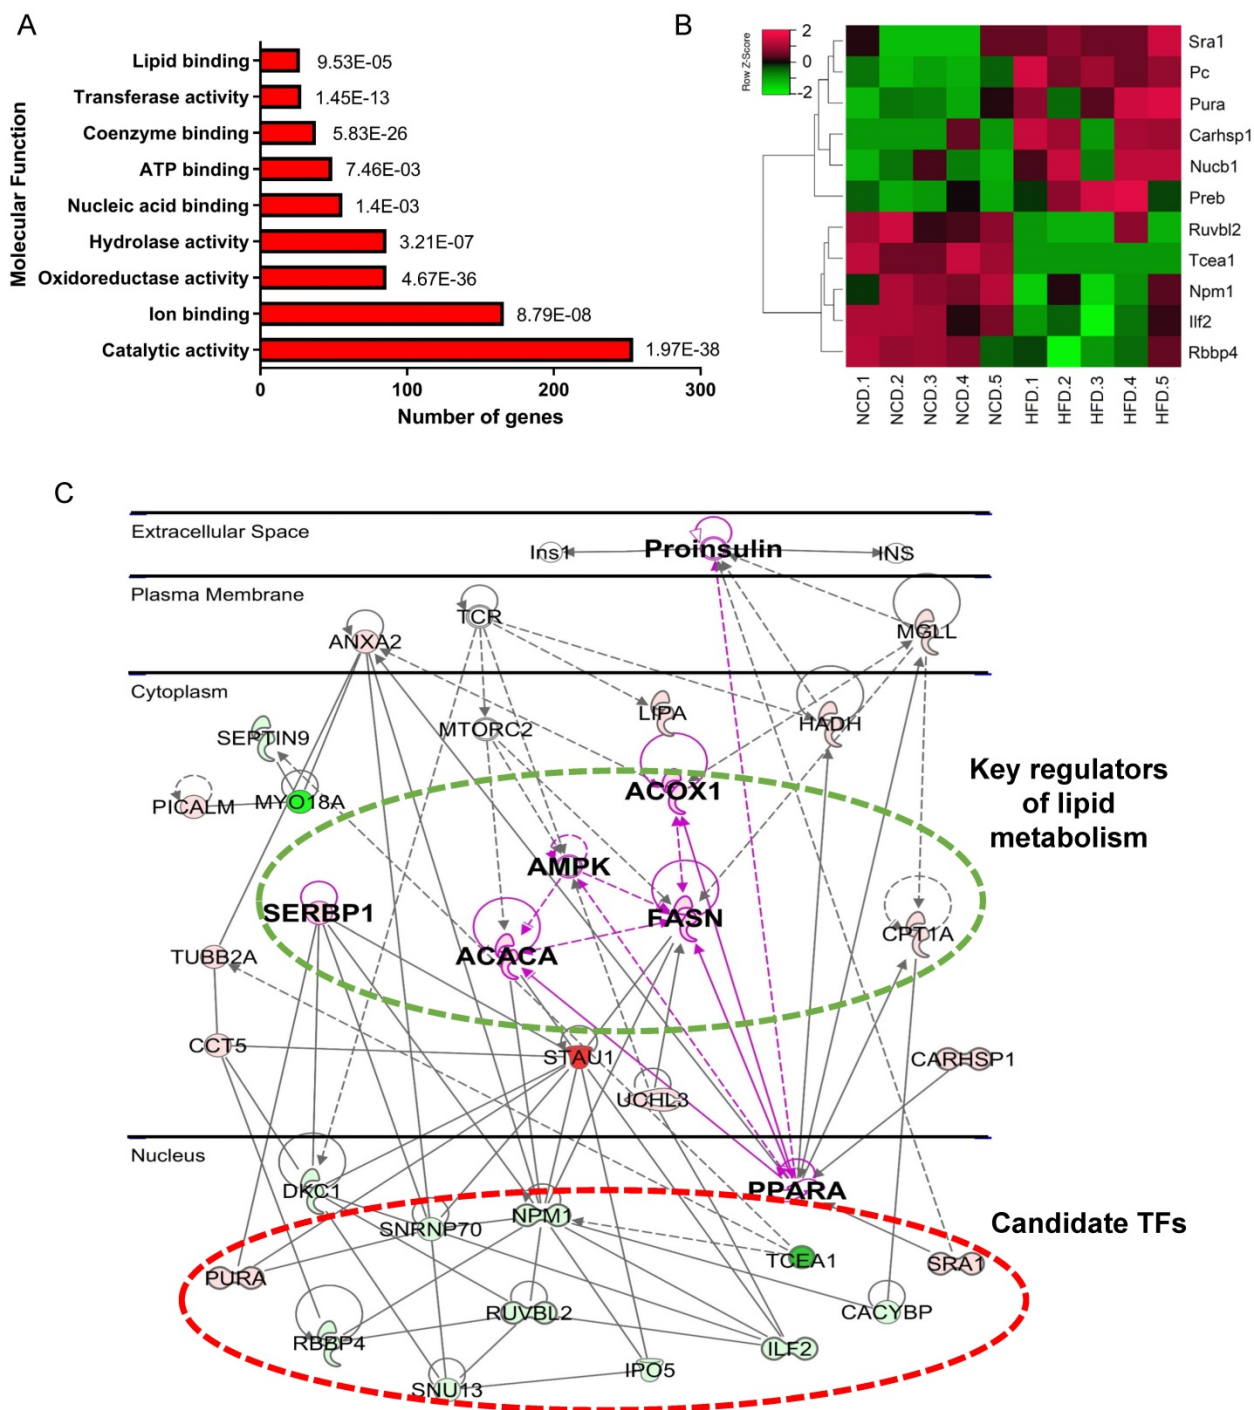 A
Molecular Function
Lipid binding 9.53E-05
Transferase activity 1.45E-13
Coenzyme binding 5.83E-26
ATP binding 7.46E-03
Nucleic acid binding 1.4E-03
Hydrolase activity 3.21E-07
Oxidoreductase activity 4.67E-36
Ion binding 8.79E-08
Catalytic activity 1.97E-38
0 100 200 300
Number of genes
B
Row Z-Score
2
0
-2
Sra1
Pc
Pura
Carhsp1
Nucb1
Preb
Ruvbl2
Tcea1
Npm1
Ilf2
Rbbp4
NCD.1 NCD.2 NCD.3 NCD.4 NCD.5 HFD.1 HFD.2 HFD.3 HFD.4 HFD.5
C
Extracellular Space
Ins1 Proinsulin INS
Plasma Membrane
TCR
ANXA2 MGLL
Cytoplasm
LIPA
SEPTIN9 MTORC2 HADH
PICALM MYO18A ACOX1
Key regulators
of lipid
metabolism
AMPK
SERBP1 FASN
TUBB2A ACACA CPT1A
CCT5 STAU1 CARHSP1
UCHL3
Nucleus
DKC1 PPARA
SNRNP70 NPM1
Candidate TFs
PURA TCEA1 SRA1
RBBP4 RUVBL2 CACYBP
ILF2
SNU13 IPO5